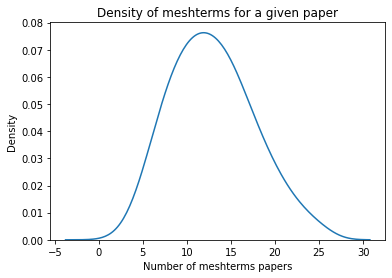 Density of meshterms for a given paper
0.08
0.07
0.06
0.05
0.04
0.03
0.02
0.01
0.00
Density
−5 0 5 10 15 20 25 30
Number of meshterms papers